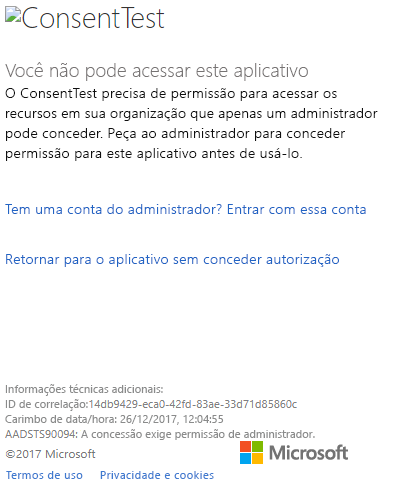 ConsentTest
Você não pode acessar este aplicativo
O ConsentTest precisa de permissão para acessar os
recursos em sua organização que apenas um administrador
pode conceder. Peça ao administrador para conceder
permissão para este aplicativo antes de usá-lo.
Tem uma conta do administrador? Entrar com essa conta
Retornar para o aplicativo sem conceder autorização
Informações técnicas adicionais:
ID de correlação:14db9429-eca0-42fd-83ae-33d71d85860c
Carimbo de data/hora: 26/12/2017, 12:04:55
AADSTS90094: A concessão exige permissão de administrador.
©2017 Microsoft
Microsoft
Termos de uso Privacidade e cookies